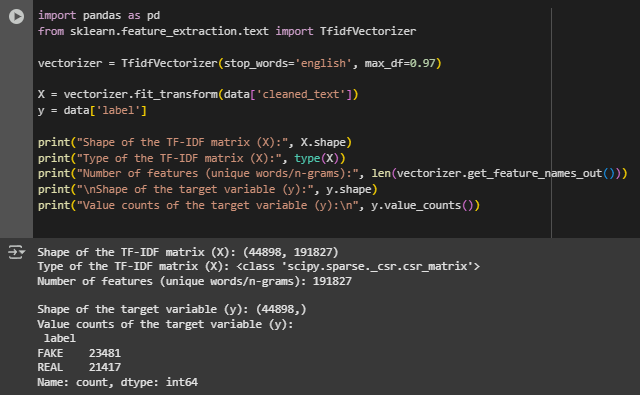 import pandas as pd
from sklearn.feature_extraction.text import TfidfVectorizer

vectorizer = TfidfVectorizer(stop_words='english', max_df=0.97)

X = vectorizer.fit_transform(data['cleaned_text'])
y = data['label']

print("Shape of the TF-IDF matrix (X):", X.shape)
print("Type of the TF-IDF matrix (X):", type(X))
print("Number of features (unique words/n-grams):", len(vectorizer.get_feature_names_out()))
print("\nShape of the target variable (y):", y.shape)
print("Value counts of the target variable (y):\n", y.value_counts())

Shape of the TF-IDF matrix (X): (44898, 191827)
Type of the TF-IDF matrix (X): <class 'scipy.sparse._csr.csr_matrix'>
Number of features (unique words/n-grams): 191827

Shape of the target variable (y): (44898,)
Value counts of the target variable (y):
 label
FAKE    23481
REAL    21417
Name: count, dtype: int64